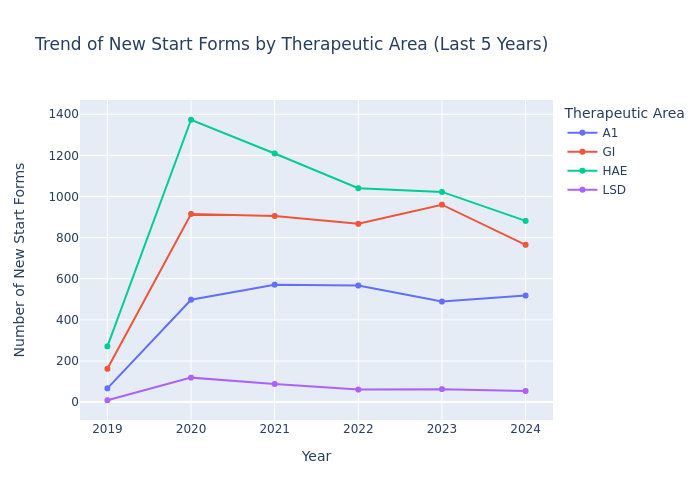 Trend of New Start Forms by Therapeutic Area (Last 5 Years)
Therapeutic Area
A1
GI
HAE
LSD
Number of New Start Forms
1400
1200
1000
800
600
400
200
0
2019 2020 2021 2022 2023 2024
Year